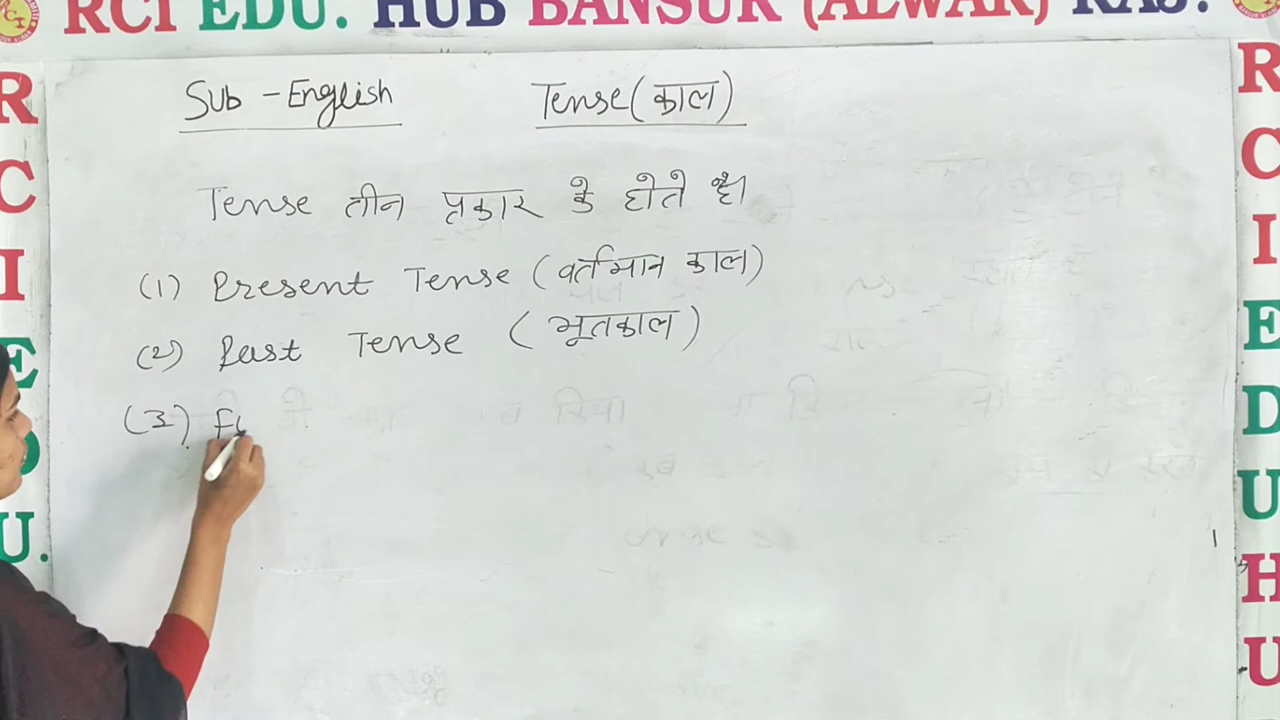 RCI EDU. HUB BANSUR (ALWAR) RAJ.
Sub - English Tense (काल)
Tense तीन प्रकार के होते है।
(1) Present Tense (वर्तमान काल)
(2) Past Tense (भूतकाल)
(3) Fu
R
C
I
E
D
U.
R
C
I
E
D
U
H
U